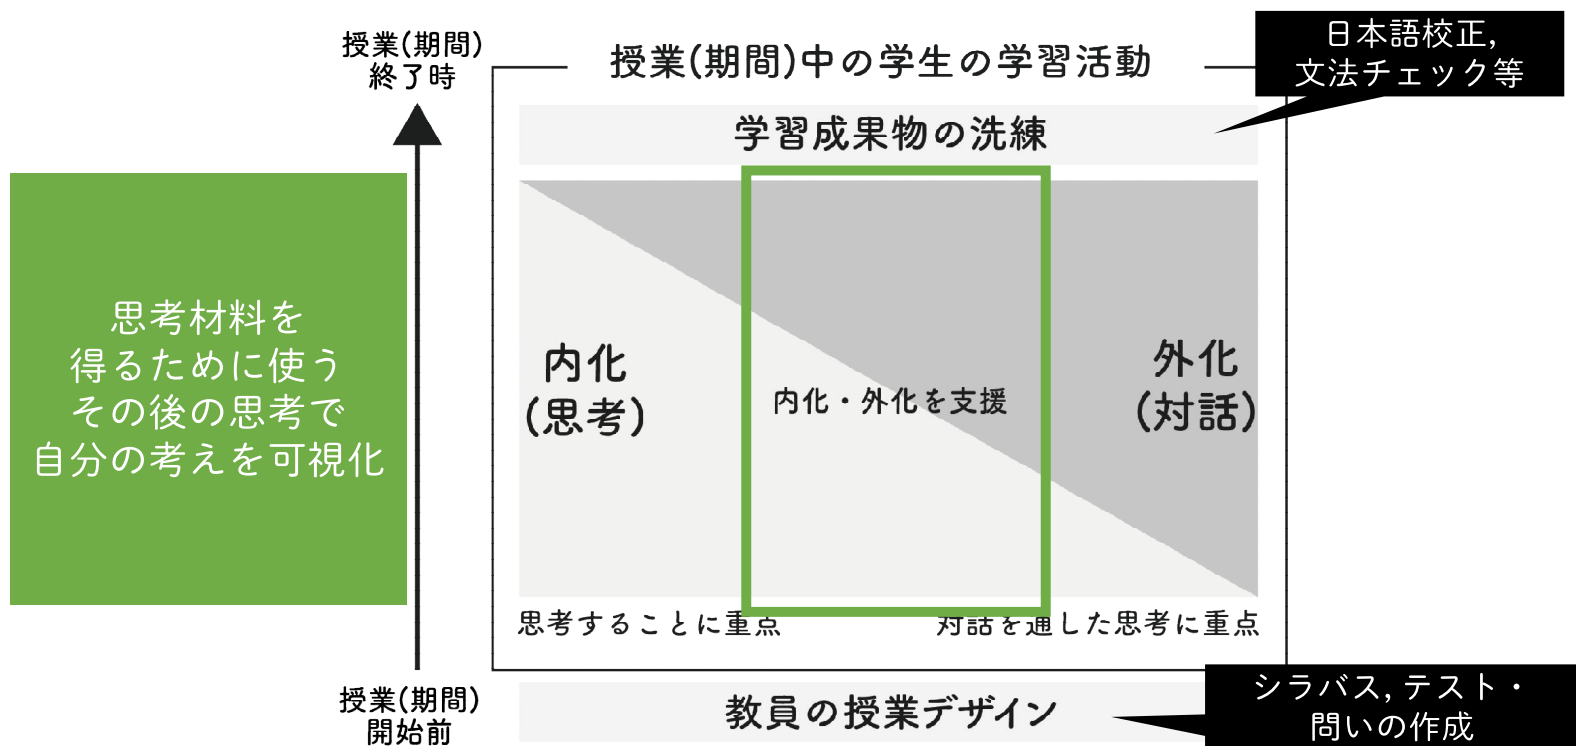 授業(期間)
終了時
授業(期間)中の学生の学習活動
日本語校正,
文法チェック等
学習成果物の洗練
思考材料を
得るために使う
その後の思考で
自分の考えを可視化
内化
(思考)
内化・外化を支援
外化
(対話)
思考することに重点
対話を通した思考に重点
授業(期間)
開始前
教員の授業デザイン
シラバス, テスト・
問いの作成